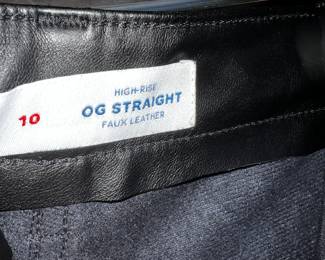 HIGH-RISE
OG STRAIGHT
FAUX LEATHER
10